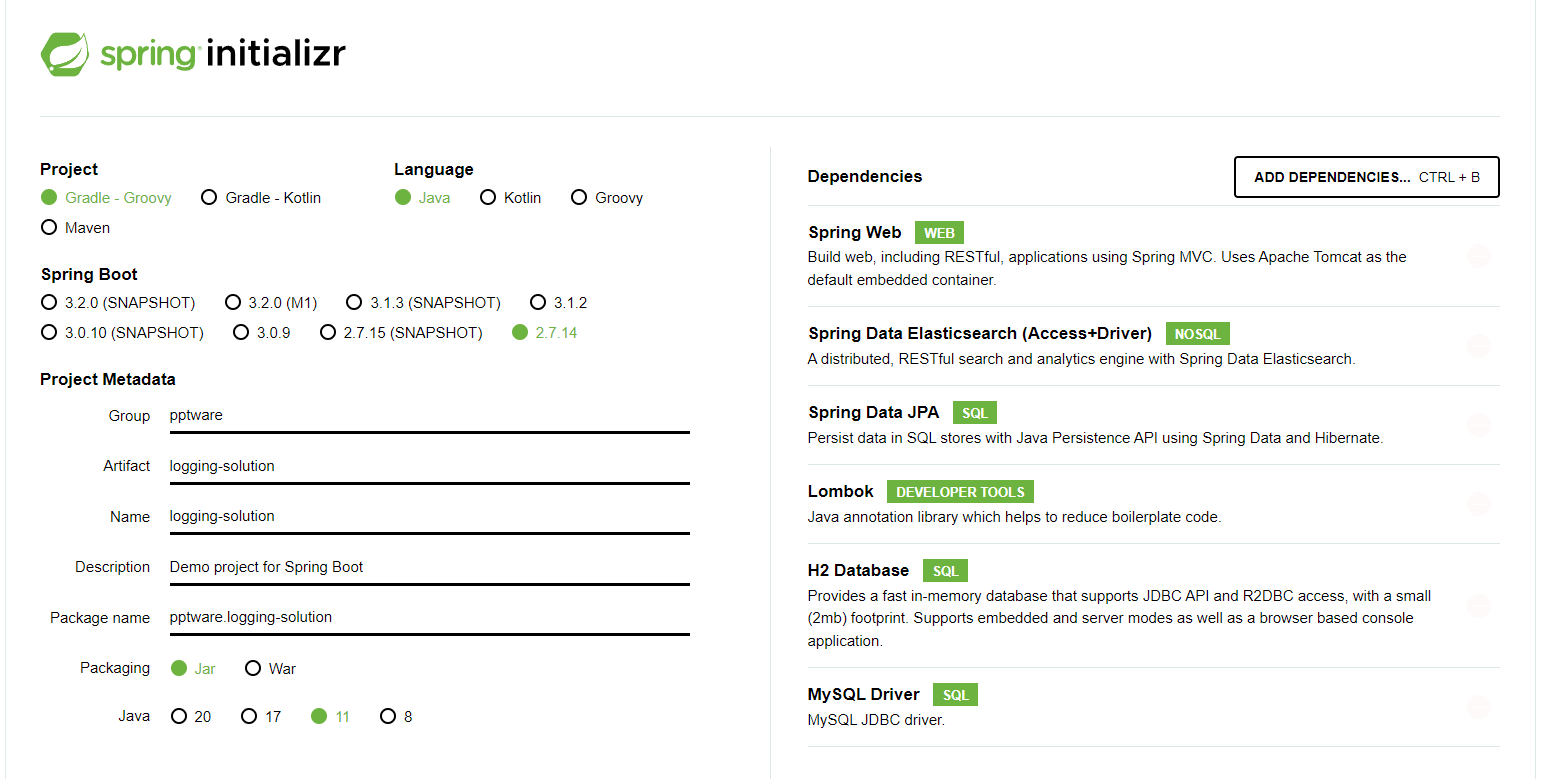 spring initializr
Project
Gradle - Groovy Gradle - Kotlin
Maven
Language
Java Kotlin Groovy
Spring Boot
3.2.0 (SNAPSHOT) 3.2.0 (M1) 3.1.3 (SNAPSHOT) 3.1.2
3.0.10 (SNAPSHOT) 3.0.9 2.7.15 (SNAPSHOT) 2.7.14
Project Metadata
Group pptware
Artifact logging-solution
Name logging-solution
Description Demo project for Spring Boot
Package name pptware.logging-solution
Packaging Jar War
Java 20 17 11 8
Dependencies ADD DEPENDENCIES... CTRL + B
Spring Web WEB
Build web, including RESTful, applications using Spring MVC. Uses Apache Tomcat as the
default embedded container.
Spring Data Elasticsearch (Access+Driver) NOSQL
A distributed, RESTful search and analytics engine with Spring Data Elasticsearch.
Spring Data JPA SQL
Persist data in SQL stores with Java Persistence API using Spring Data and Hibernate.
Lombok DEVELOPER TOOLS
Java annotation library which helps to reduce boilerplate code.
H2 Database SQL
Provides a fast in-memory database that supports JDBC API and R2DBC access, with a small
(2mb) footprint. Supports embedded and server modes as well as a browser based console
application.
MySQL Driver SQL
MySQL JDBC driver.